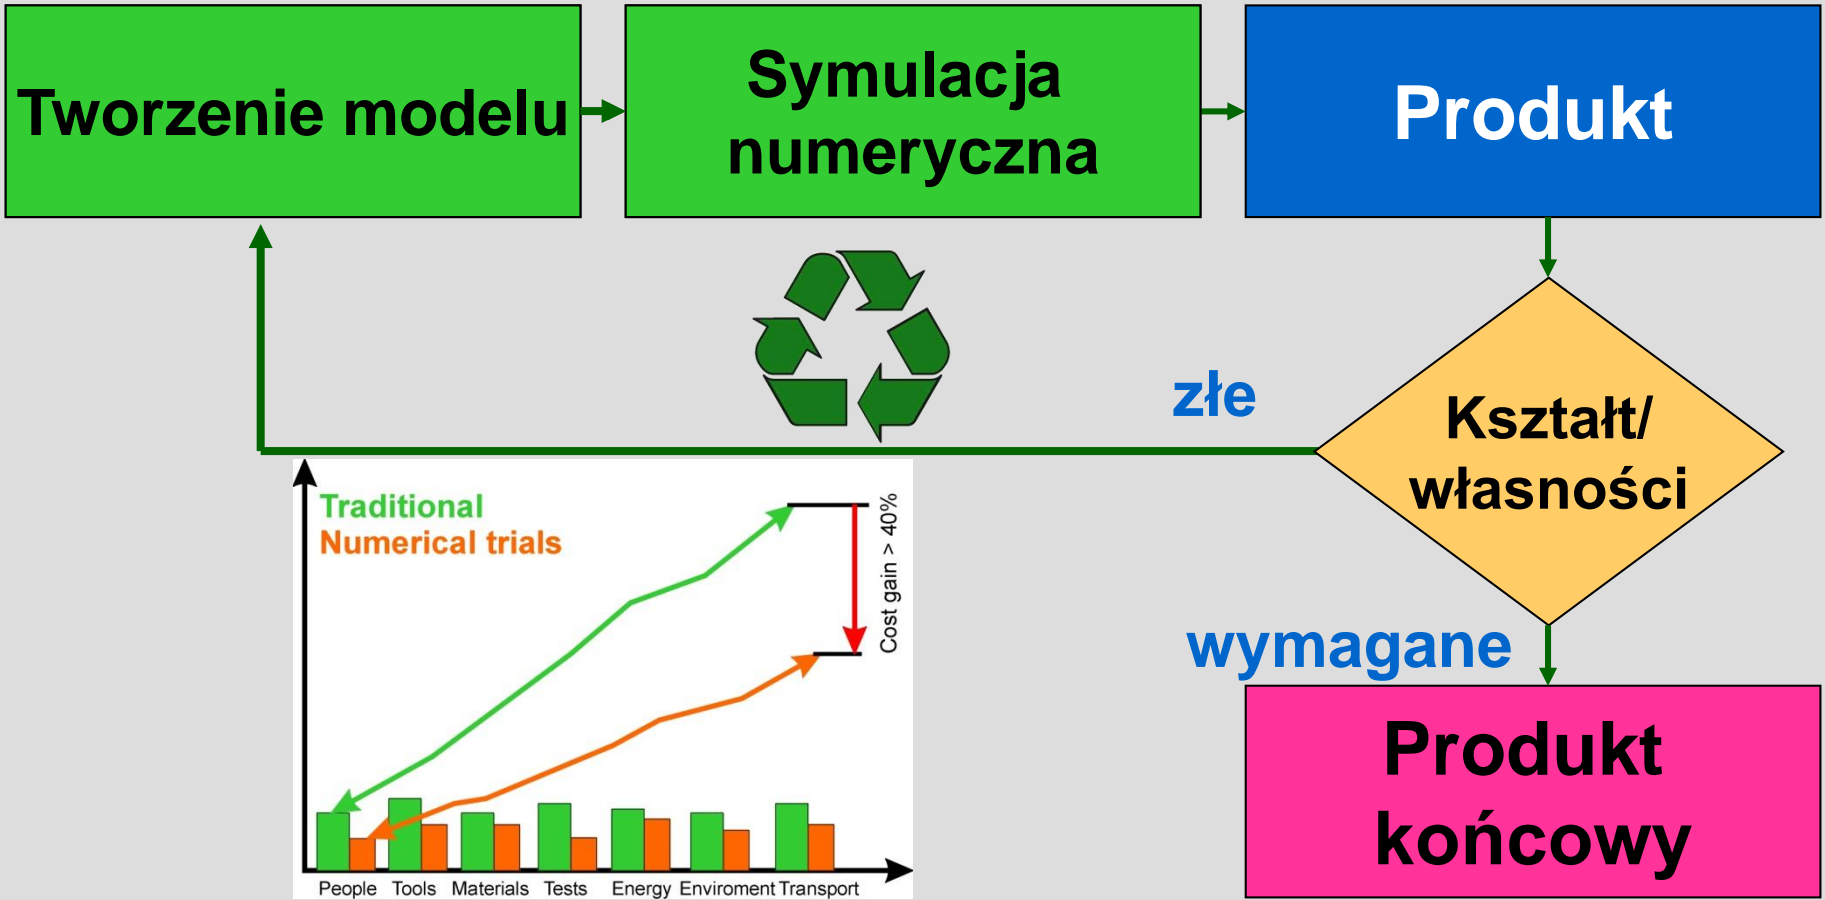 Tworzenie modelu
Symulacja
numeryczna
Produkt
złe
Kształt/
własności
wymagane
Produkt
końcowy
Traditional
Numerical trials
Cost gain > 40%
People Tools Materials Tests Energy Enviroment Transport